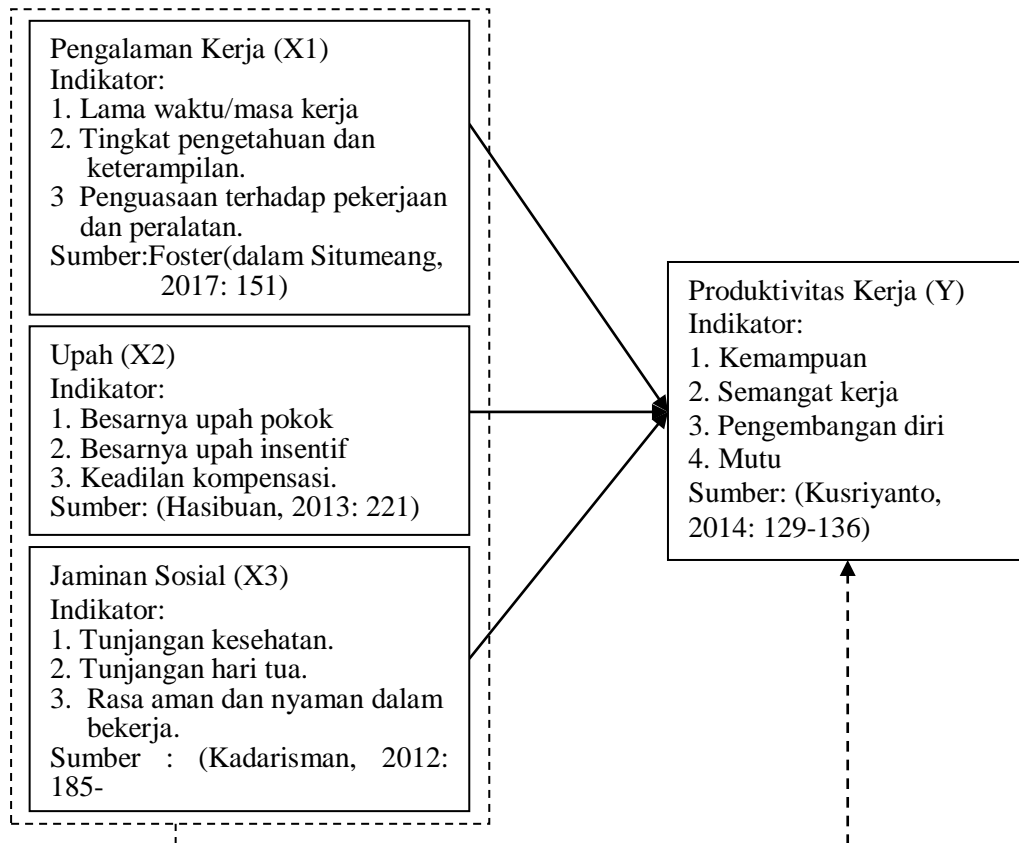 Pengalaman Kerja (X1)
Indikator:
1. Lama waktu/masa kerja
2. Tingkat pengetahuan dan
keterampilan.
3  Penguasaan terhadap pekerjaan
dan peralatan.
Sumber:Foster(dalam Situmeang,
2017: 151)
Upah (X2)
Indikator:
1. Besarnya upah pokok
2. Besarnya upah insentif
3. Keadilan kompensasi.
Sumber: (Hasibuan, 2013: 221)
Jaminan Sosial (X3)
Indikator:
1. Tunjangan kesehatan.
2. Tunjangan hari tua.
3.  Rasa aman dan nyaman dalam
bekerja.
Sumber : (Kadarisman, 2012:
185-
Produktivitas Kerja (Y)
Indikator:
1. Kemampuan
2. Semangat kerja
3. Pengembangan diri
4. Mutu
Sumber: (Kusriyanto,
2014: 129-136)